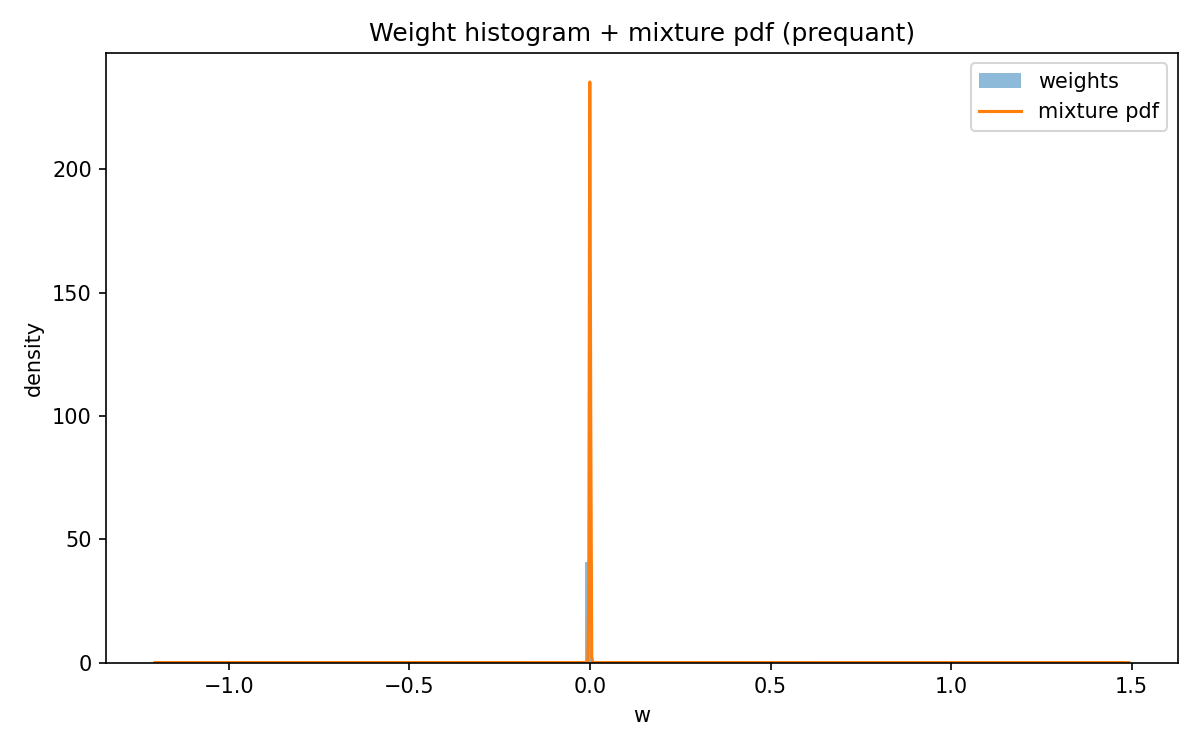 Weight histogram + mixture pdf (prequant)
weights
mixture pdf
200
150
100
50
0
density
−1.0 −0.5 0.0 0.5 1.0 1.5
w